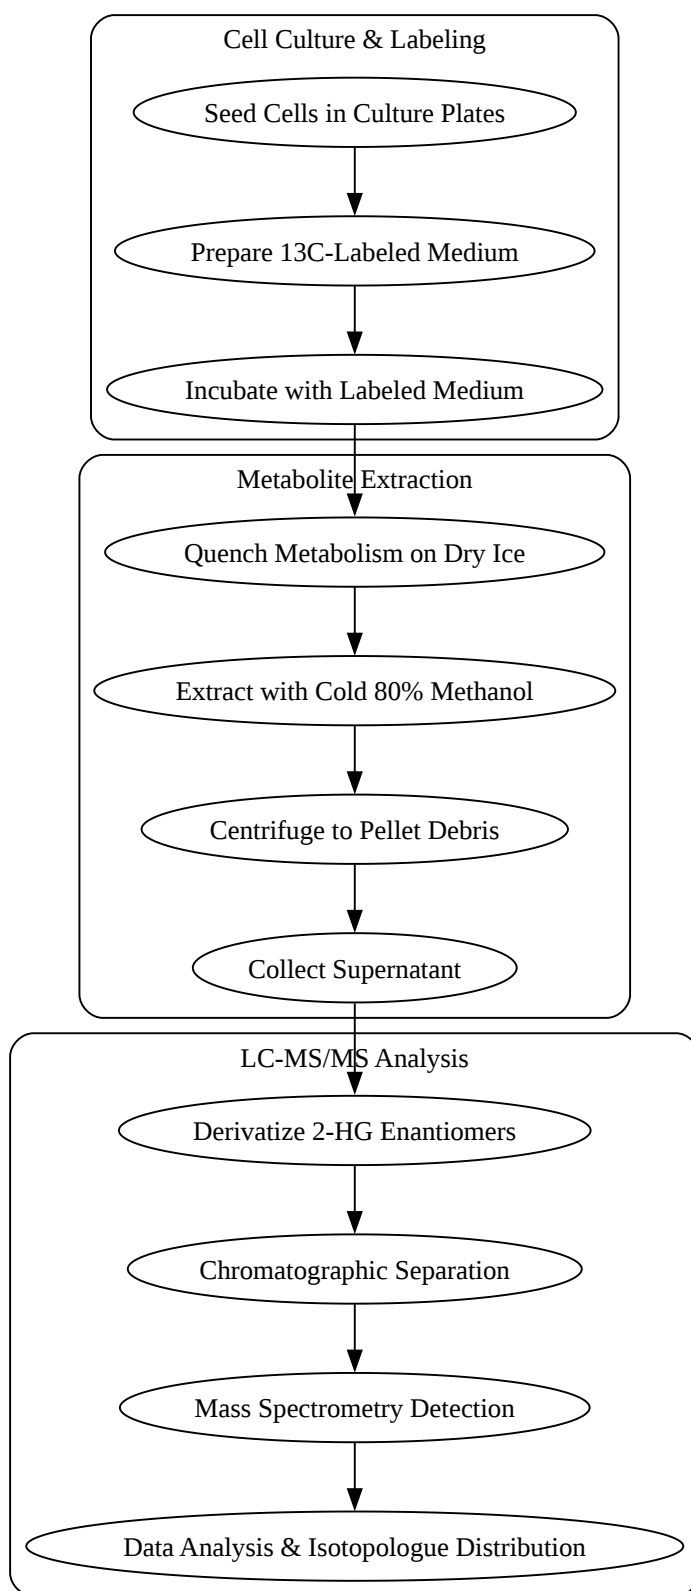 Cell Culture & Labeling
Seed Cells in Culture Plates
Prepare 13C-Labeled Medium
Incubate with Labeled Medium
Metabolite Extraction
Quench Metabolism on Dry Ice
Extract with Cold 80% Methanol
Centrifuge to Pellet Debris
Collect Supernatant
LC-MS/MS Analysis
Derivatize 2-HG Enantiomers
Chromatographic Separation
Mass Spectrometry Detection
Data Analysis & Isotopologue Distribution